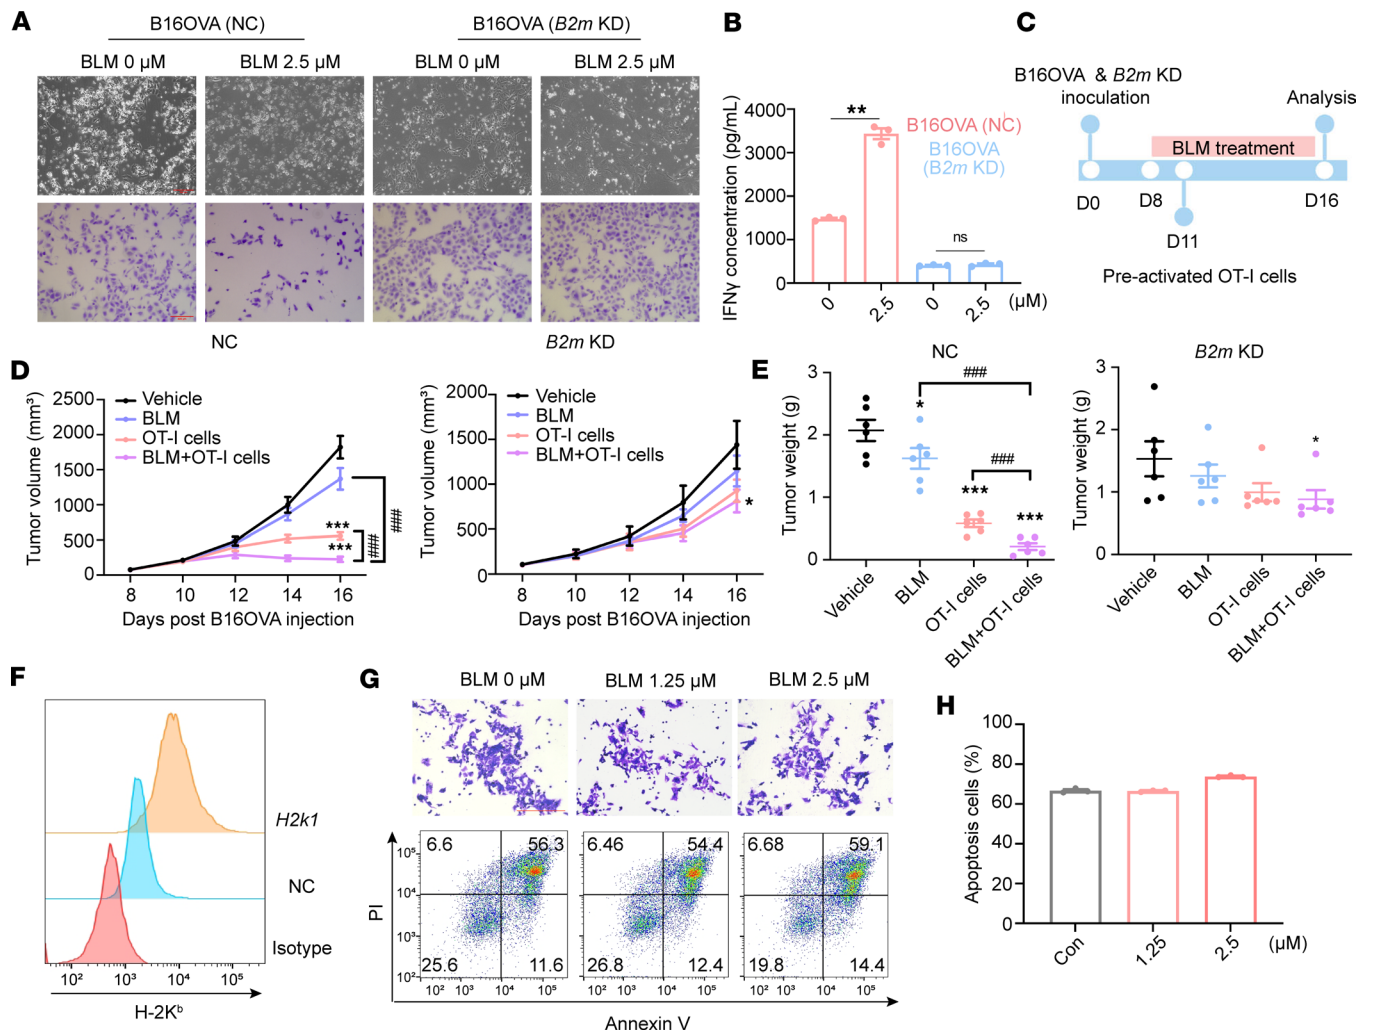 A
B16OVA (NC)
B16OVA (B2m KD)
BLM 0 µM
BLM 2.5 µM
BLM 0 µM
BLM 2.5 µM
B
IFNγ concentration (pg/mL)
4000
3000
2000
1000
0
**
ns
B16OVA (NC)
B16OVA
(B2m KD)
0
2.5
0
2.5
(µM)
C
B16OVA & B2m KD
inoculation
Analysis
BLM treatment
D0
D8
D16
D11
Pre-activated OT-I cells
D
NC
Tumor volume (mm³)
2500
2000
1500
1000
500
0
Vehicle
BLM
OT-I cells
BLM+OT-I cells
***
***
###
###
8
10
12
14
16
Days post B16OVA injection
B2m KD
Tumor volume (mm³)
2000
1500
1000
500
0
Vehicle
BLM
OT-I cells
BLM+OT-I cells
*
8
10
12
14
16
Days post B16OVA injection
E
NC
Tumor weight (g)
3
2
1
0
*
***
***
###
###
Vehicle
BLM
OT-I cells
BLM+OT-I cells
B2m KD
Tumor weight (g)
3
2
1
0
*
Vehicle
BLM
OT-I cells
BLM+OT-I cells
F
H2k1
NC
Isotype
10² 10³ 10⁴ 10⁵
H-2Kᵇ
G
BLM 0 µM
BLM 1.25 µM
BLM 2.5 µM
PI
10⁵
10⁴
10³
10²
6.6
56.3
25.6
11.6
6.46
54.4
26.8
12.4
6.68
59.1
19.8
14.4
10² 10³ 10⁴ 10⁵
10² 10³ 10⁴ 10⁵
10² 10³ 10⁴ 10⁵
Annexin V
H
Apoptosis cells (%)
100
80
60
40
20
0
Con
1.25
2.5
(µM)